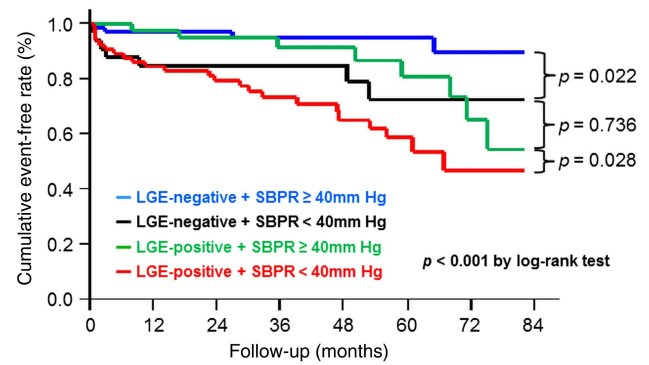 Cumulative event-free rate (%)
1.0
0.8
0.6
0.4
0.2
0.0
0 12 24 36 48 60 72 84
Follow-up (months)
LGE-negative + SBPR ≥ 40mm Hg
LGE-negative + SBPR < 40mm Hg
LGE-positive + SBPR ≥ 40mm Hg
LGE-positive + SBPR < 40mm Hg
p = 0.022
p = 0.736
p = 0.028
p < 0.001 by log-rank test